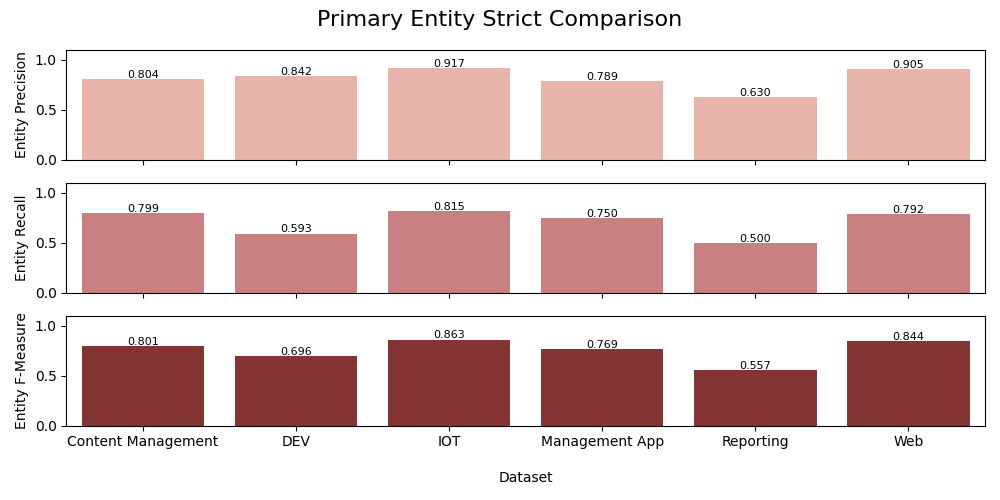 Primary Entity Strict Comparison
Entity Precision
1.0
0.5
0.0
0.804
0.842
0.917
0.789
0.630
0.905
Entity Recall
1.0
0.5
0.0
0.799
0.593
0.815
0.750
0.500
0.792
Entity F-Measure
1.0
0.5
0.0
0.801
0.696
0.863
0.769
0.557
0.844
Content Management
DEV
IOT
Management App
Reporting
Web
Dataset